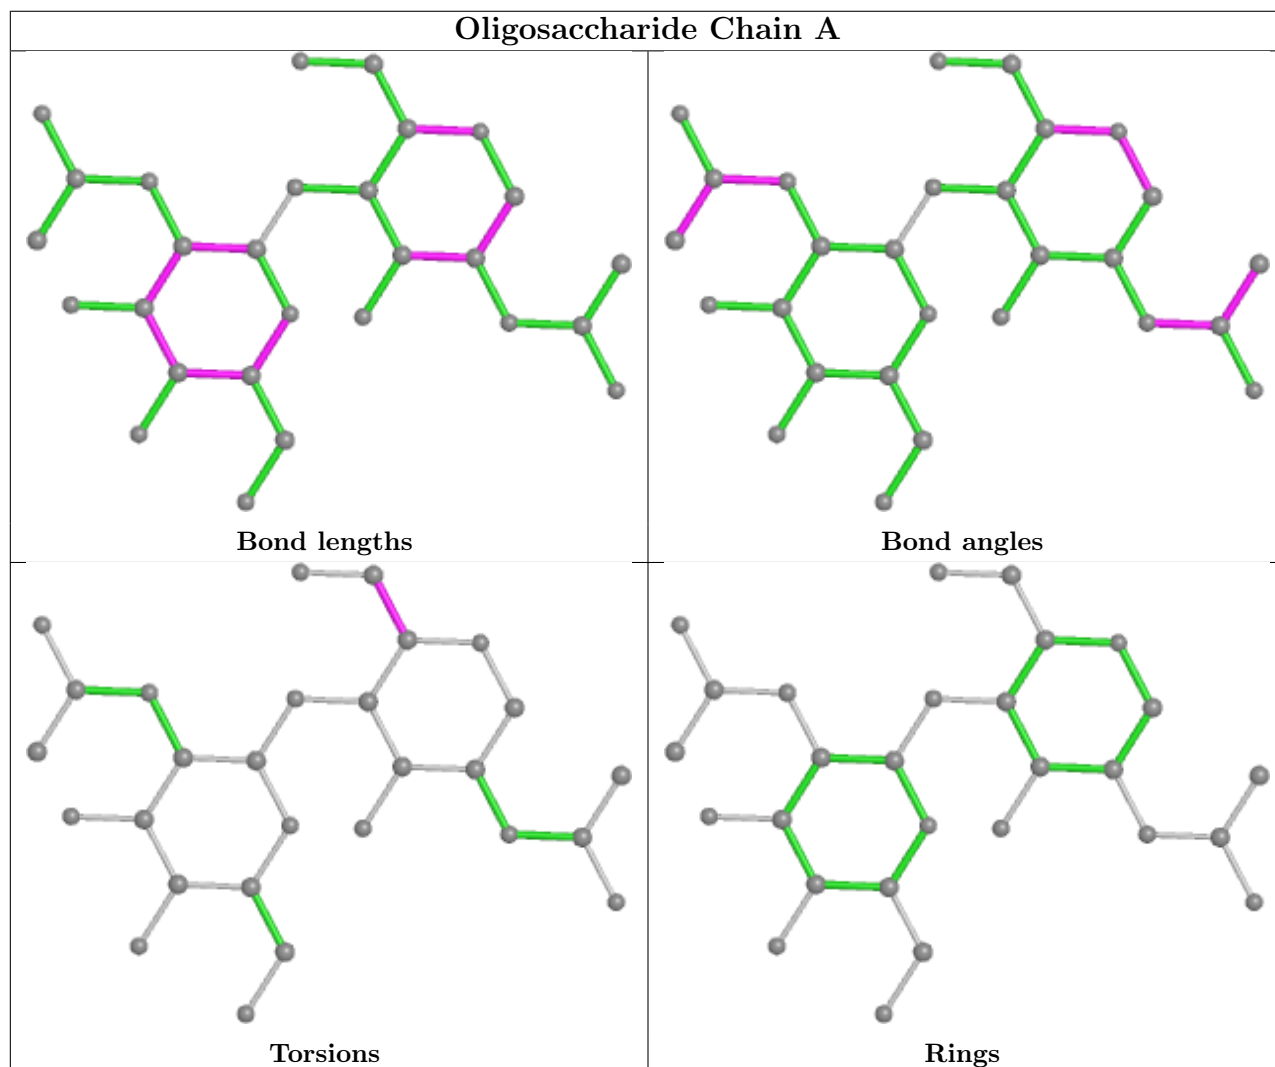 Oligosaccharide Chain A
Bond lengths
Bond angles
Torsions
Rings